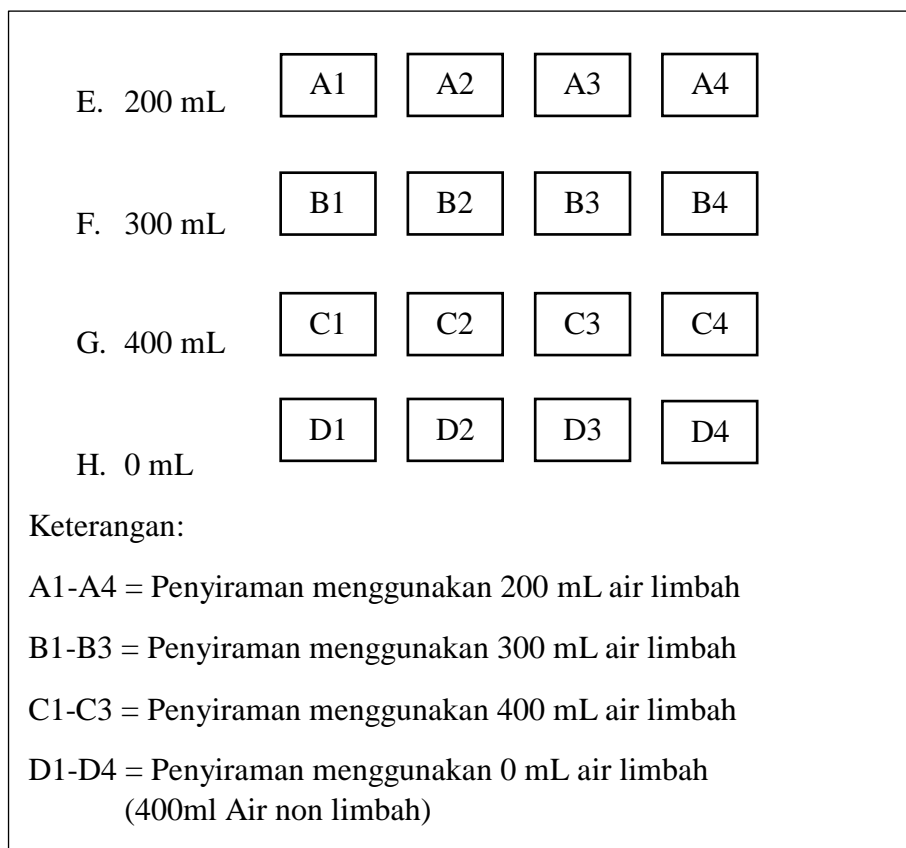 E. 200 mL A1 A2 A3 A4
F. 300 mL B1 B2 B3 B4
G. 400 mL C1 C2 C3 C4
H. 0 mL D1 D2 D3 D4
Keterangan:
A1-A4 = Penyiraman menggunakan 200 mL air limbah
B1-B3 = Penyiraman menggunakan 300 mL air limbah
C1-C3 = Penyiraman menggunakan 400 mL air limbah
D1-D4 = Penyiraman menggunakan 0 mL air limbah
(400ml Air non limbah)